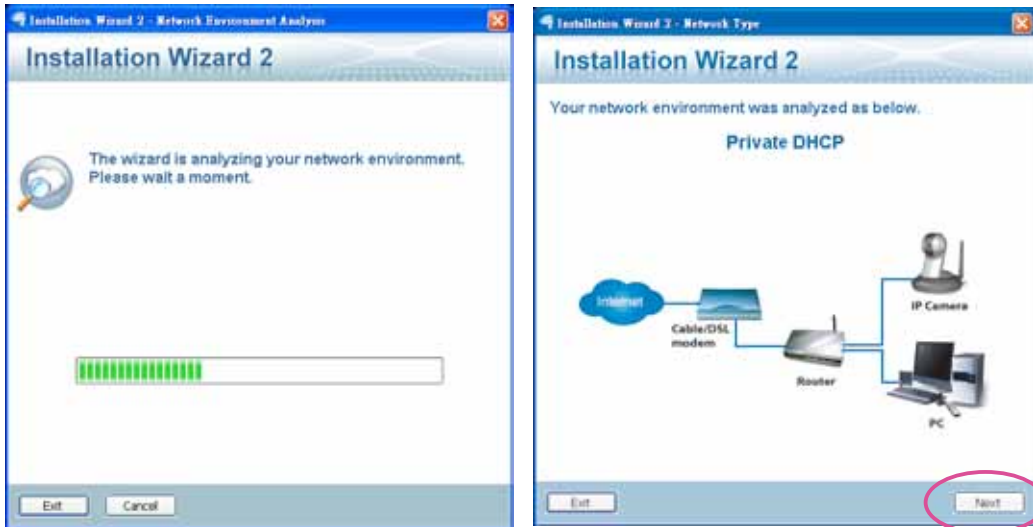 Installation Wizard 2 - Network Environment Analysis
Installation Wizard 2
The wizard is analyzing your network environment.
Please wait a moment.
Exit
Cancel
Installation Wizard 2 - Network Type
Installation Wizard 2
Your network environment was analyzed as below.
Private DHCP
Internet
Cable/DSL
modem
Router
IP Camera
PC
Exit
Next